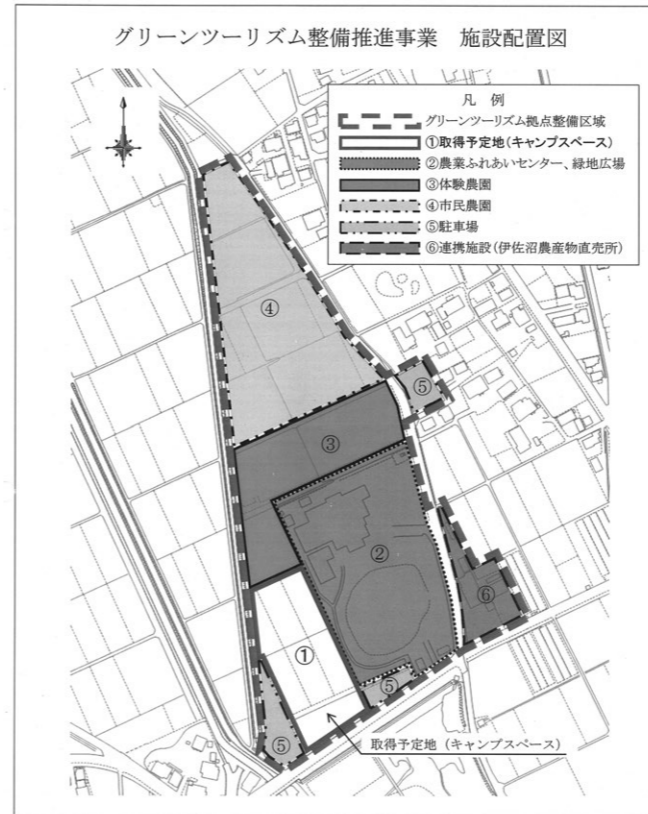 グリーンツーリズム整備推進事業 施設配置図
凡 例
グリーンツーリズム拠点整備区域
①取得予定地(キャンプスペース)
②農業ふれあいセンター、緑地広場
③体験農園
④市民農園
⑤駐車場
⑥連携施設(伊佐沼農産物直売所)
④
⑤
③
②
⑥
①
⑤
⑤
取得予定地(キャンプスペース)